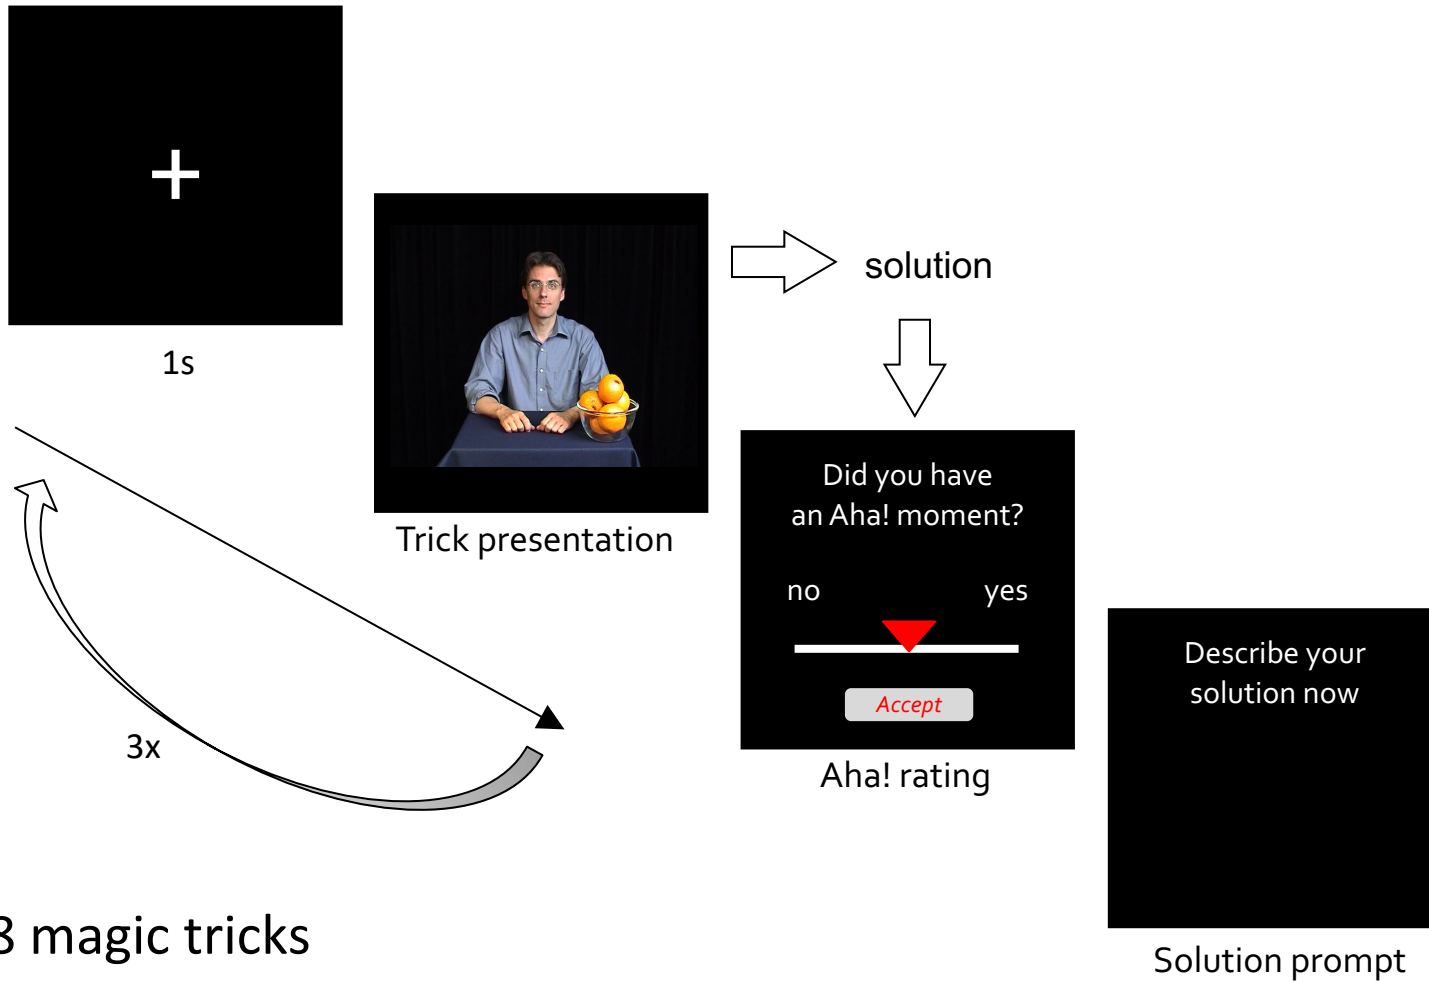 1s
Trick presentation
solution
Did you have
an Aha! moment?
no yes
Accept
Aha! rating
Describe your
solution now
Solution prompt
3x
8 magic tricks